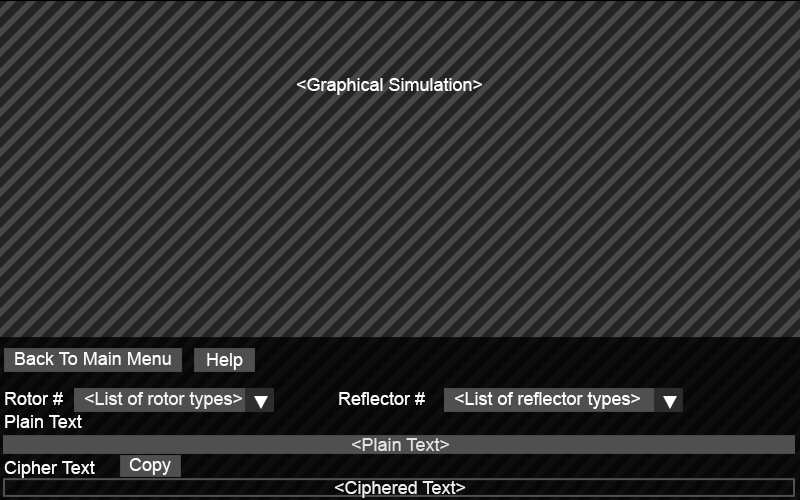 <Graphical Simulation>
Back To Main Menu Help
Rotor # <List of rotor types> ▼ Reflector # <List of reflector types> ▼
Plain Text
<Plain Text>
Cipher Text Copy
<Ciphered Text>